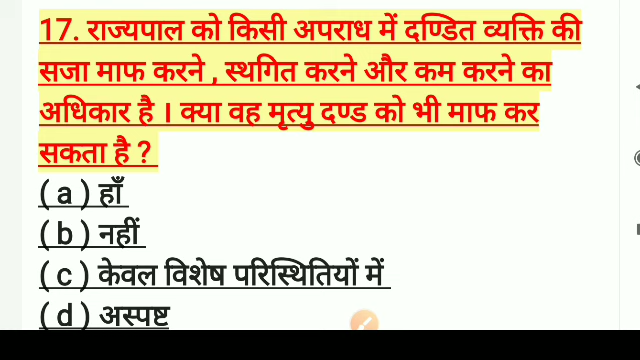 17. राज्यपाल को किसी अपराध में दण्डित व्यक्ति की
सजा माफ करने , स्थगित करने और कम करने का
अधिकार है । क्या वह मृत्यु दण्ड को भी माफ कर
सकता है ?
( a ) हाँ
( b ) नहीं
( c ) केवल विशेष परिस्थितियों में
( d ) अस्पष्ट